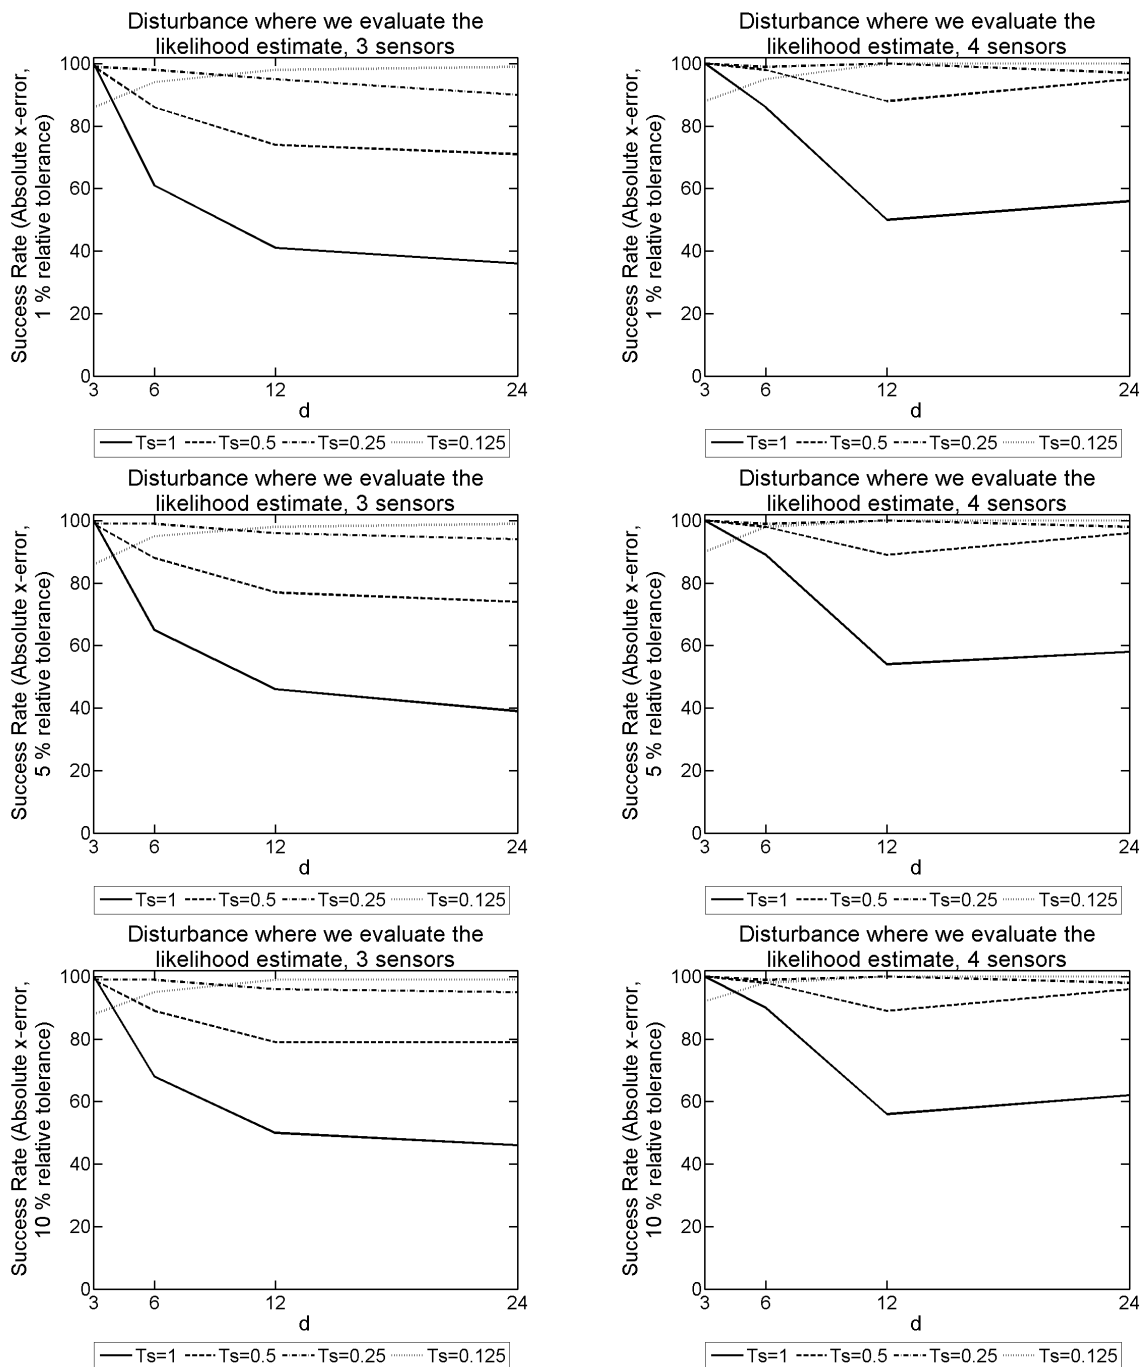 Disturbance where we evaluate the
likelihood estimate, 3 sensors
Success Rate (Absolute x-error,
1 % relative tolerance)
100
80
60
40
20
0
3 6 12 24
d
Ts=1 Ts=0.5 Ts=0.25 Ts=0.125
Disturbance where we evaluate the
likelihood estimate, 4 sensors
Success Rate (Absolute x-error,
1 % relative tolerance)
100
80
60
40
20
0
3 6 12 24
d
Ts=1 Ts=0.5 Ts=0.25 Ts=0.125
Disturbance where we evaluate the
likelihood estimate, 3 sensors
Success Rate (Absolute x-error,
5 % relative tolerance)
100
80
60
40
20
0
3 6 12 24
d
Ts=1 Ts=0.5 Ts=0.25 Ts=0.125
Disturbance where we evaluate the
likelihood estimate, 4 sensors
Success Rate (Absolute x-error,
5 % relative tolerance)
100
80
60
40
20
0
3 6 12 24
d
Ts=1 Ts=0.5 Ts=0.25 Ts=0.125
Disturbance where we evaluate the
likelihood estimate, 3 sensors
Success Rate (Absolute x-error,
10 % relative tolerance)
100
80
60
40
20
0
3 6 12 24
d
Ts=1 Ts=0.5 Ts=0.25 Ts=0.125
Disturbance where we evaluate the
likelihood estimate, 4 sensors
Success Rate (Absolute x-error,
10 % relative tolerance)
100
80
60
40
20
0
3 6 12 24
d
Ts=1 Ts=0.5 Ts=0.25 Ts=0.125